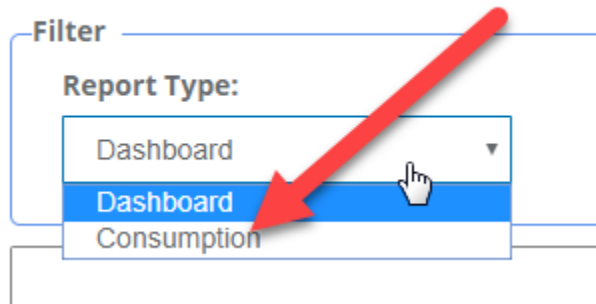 Filter
Report Type:
Dashboard
Dashboard
Consumption